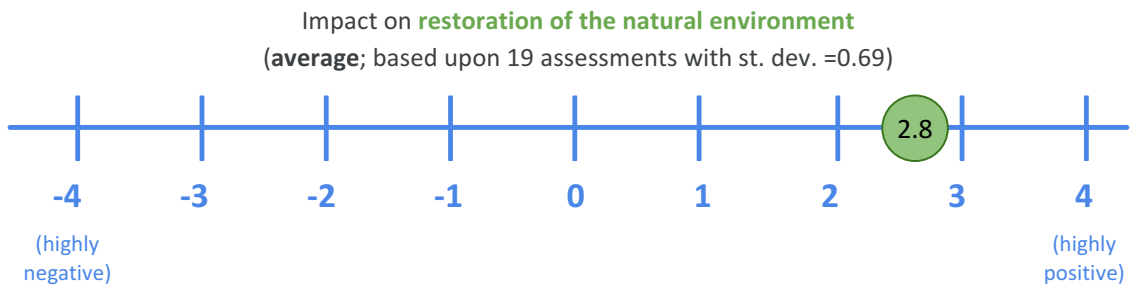 Impact on restoration of the natural environment
(average; based upon 19 assessments with st. dev. =0.69)
2.8
-4 -3 -2 -1 0 1 2 3 4
(highly (highly
negative) positive)